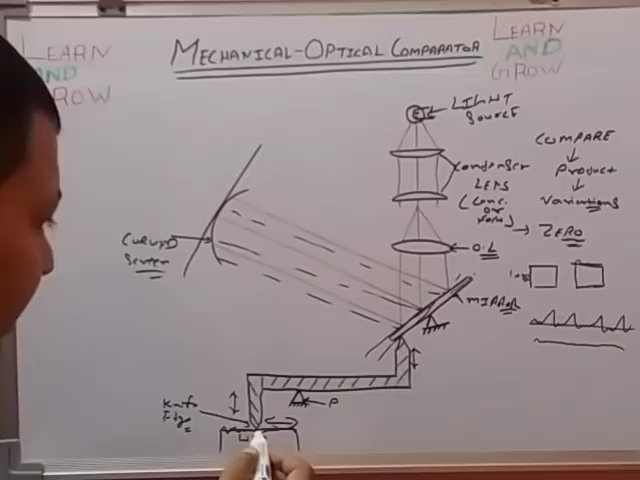 LEARN
AND
GROW
MECHANICAL-OPTICAL COMPARATOR
LEARN
AND
GROW
LIGHT
SOURCE
Condenser
LENS
COMPARE
Product
Variations
ZERO
O.L
MIRROR
CURVED
Screen
Knife
Edge
P